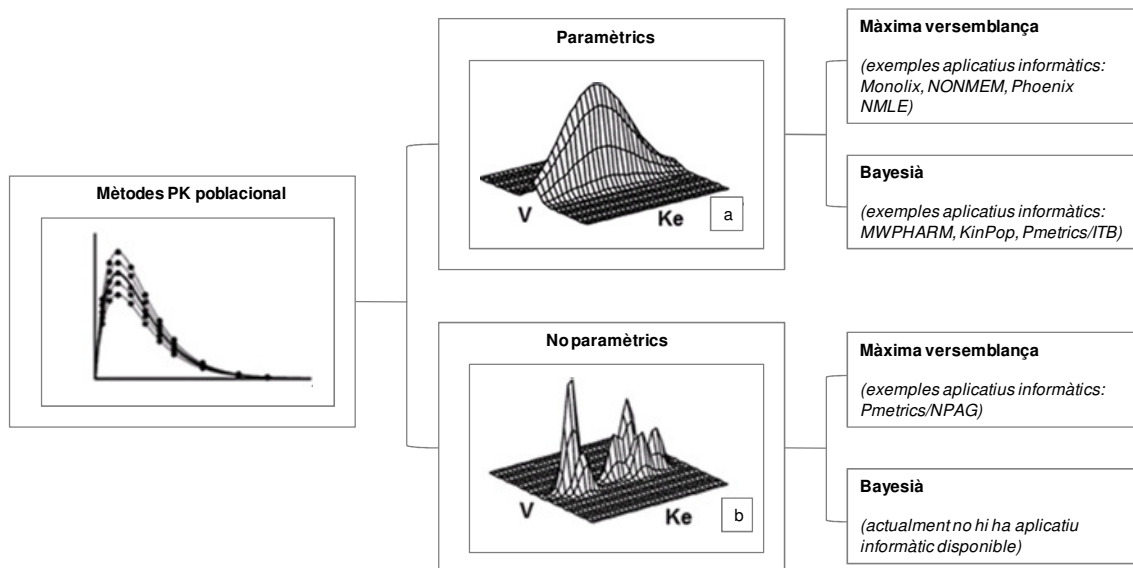 Mètodes PK poblacional
Paramètrics
V
Ke
a
Màxima versemblança
(exemples aplicatius informàtics:
Monolix, NONMEM, Phoenix
NMLE)
Bayesià
(exemples aplicatius informàtics:
MWPHARM, KinPop, Pmetrics/ITB)
No paramètrics
V
Ke
b
Màxima versemblança
(exemples aplicatius informàtics:
Pmetrics/NPAG)
Bayesià
(actualment no hi ha aplicatiu
informàtic disponible)